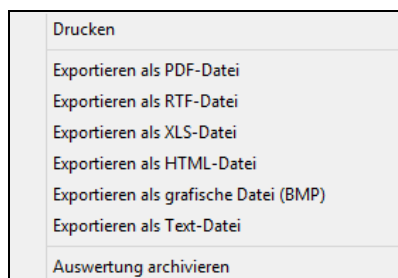 Drucken
Exportieren als PDF-Datei
Exportieren als RTF-Datei
Exportieren als XLS-Datei
Exportieren als HTML-Datei
Exportieren als grafische Datei (BMP)
Exportieren als Text-Datei
Auswertung archivieren